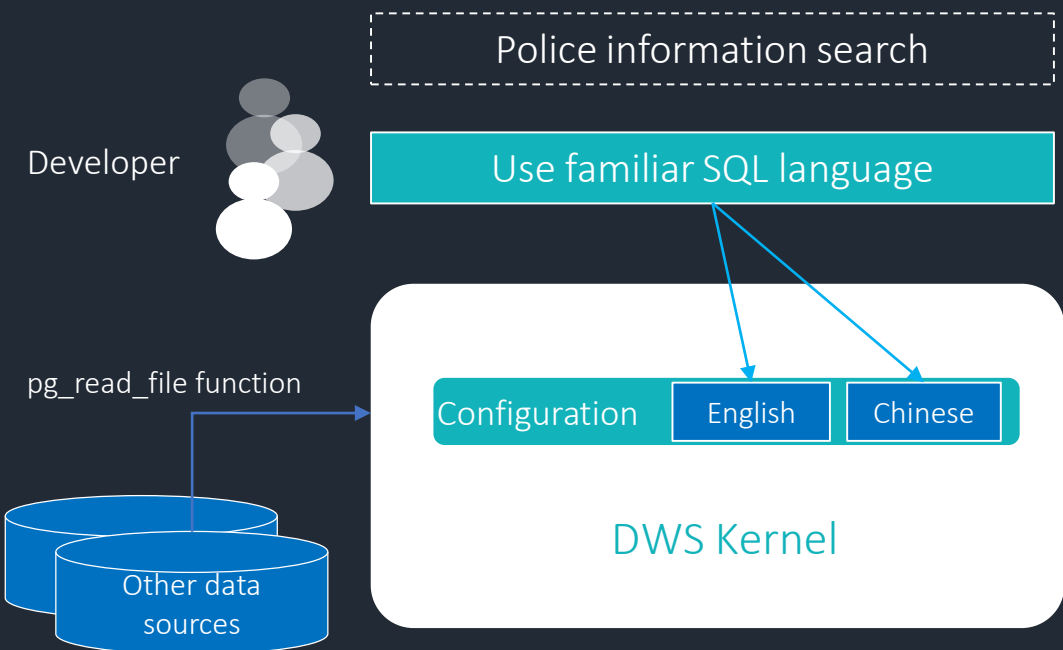 Police information search
Developer
Use familiar SQL language
pg_read_file function
Configuration
English
Chinese
DWS Kernel
Other data
sources